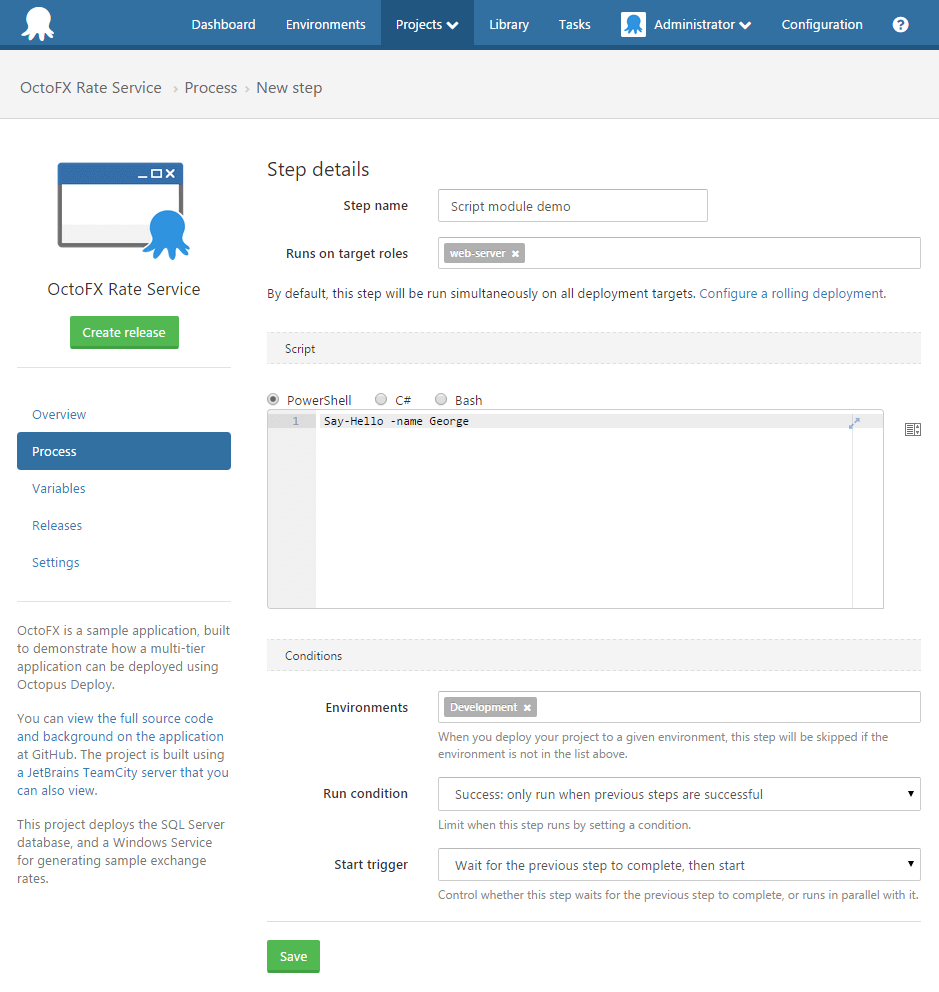 Dashboard Environments Projects Library Tasks Administrator Configuration ?
OctoFX Rate Service › Process › New step
OctoFX Rate Service
Create release
Overview
Process
Variables
Releases
Settings
OctoFX is a sample application, built
to demonstrate how a multi-tier
application can be deployed using
Octopus Deploy.
You can view the full source code
and background on the application
at GitHub. The project is built using
a JetBrains TeamCity server that you
can also view.
This project deploys the SQL Server
database, and a Windows Service
for generating sample exchange
rates.
Step details
Step name Script module demo
Runs on target roles web-server ×
By default, this step will be run simultaneously on all deployment targets. Configure a rolling deployment.
Script
PowerShell C# Bash
1 Say-Hello -name George
Conditions
Environments Development ×
When you deploy your project to a given environment, this step will be skipped if the
environment is not in the list above.
Run condition Success: only run when previous steps are successful
Limit when this step runs by setting a condition.
Start trigger Wait for the previous step to complete, then start
Control whether this step waits for the previous step to complete, or runs in parallel with it.
Save